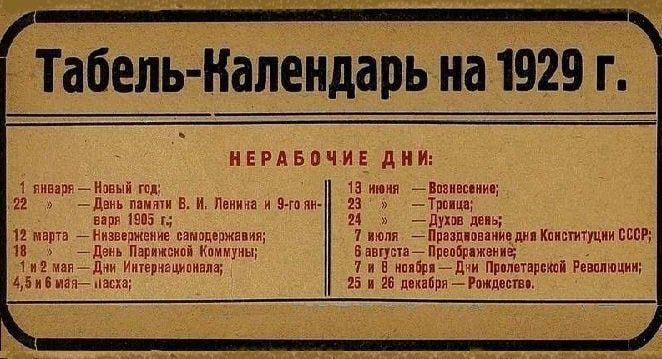 Табель-Календарь на 1929 г.
НЕРАБОЧИЕ ДНИ:
1 января — Новый год;
22 » — День памяти В. И. Ленина и 9-го ян-
варя 1905 г.;
12 марта — Низвержение самодержавия;
18 » — День Парижской Коммуны;
1 и 2 мая — Дни Интернационала;
4, 5 и 6 мая — Пасха;
13 июня — Вознесение;
23 » — Троица;
24 » — Духов день;
7 июля — Празднование дня Конституции СССР;
6 августа — Преображение;
7 и 8 ноября — Дни Пролетарской Революции;
25 и 26 декабря — Рождество.